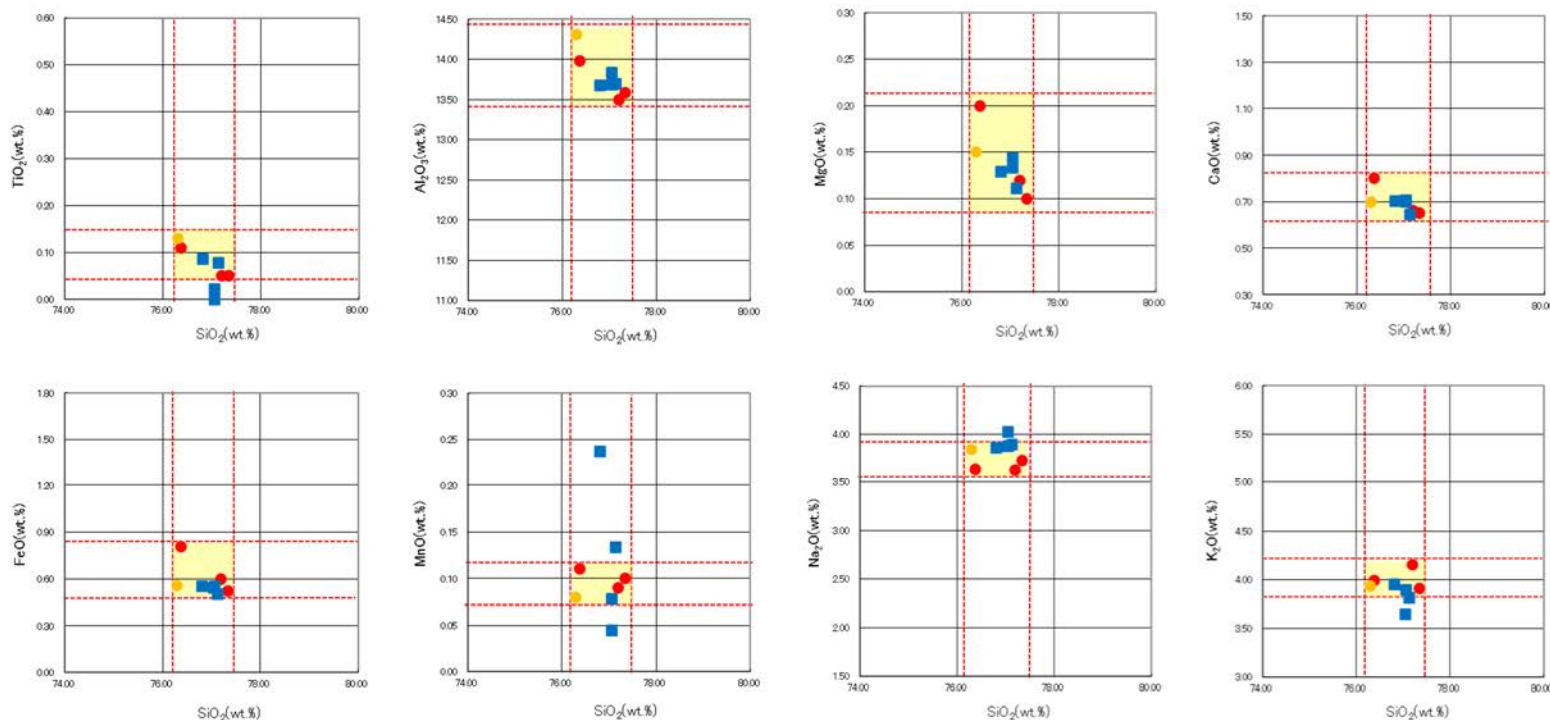 TiO2(wt.%)
0.60
0.50
0.40
0.30
0.20
0.10
0.00
74.00 76.00 78.00 80.00
SiO2(wt.%)
Al2O3(wt.%)
14.50
14.00
13.50
13.00
12.50
12.00
11.50
11.00
74.00 76.00 78.00 80.00
SiO2(wt.%)
MgO(wt.%)
0.30
0.25
0.20
0.15
0.10
0.05
0.00
74.00 76.00 78.00 80.00
SiO2(wt.%)
CaO(wt.%)
1.50
1.30
1.10
0.90
0.70
0.50
0.30
74.00 76.00 78.00 80.00
SiO2(wt.%)
FeO(wt.%)
1.80
1.50
1.20
0.90
0.60
0.30
0.00
74.00 76.00 78.00 80.00
SiO2(wt.%)
MnO(wt.%)
0.30
0.25
0.20
0.15
0.10
0.05
0.00
74.00 76.00 78.00 80.00
SiO2(wt.%)
Na2O(wt.%)
4.50
4.00
3.50
3.00
2.50
2.00
1.50
74.00 76.00 78.00 80.00
SiO2(wt.%)
K2O(wt.%)
6.00
5.50
5.00
4.50
4.00
3.50
3.00
74.00 76.00 78.00 80.00
SiO2(wt.%)